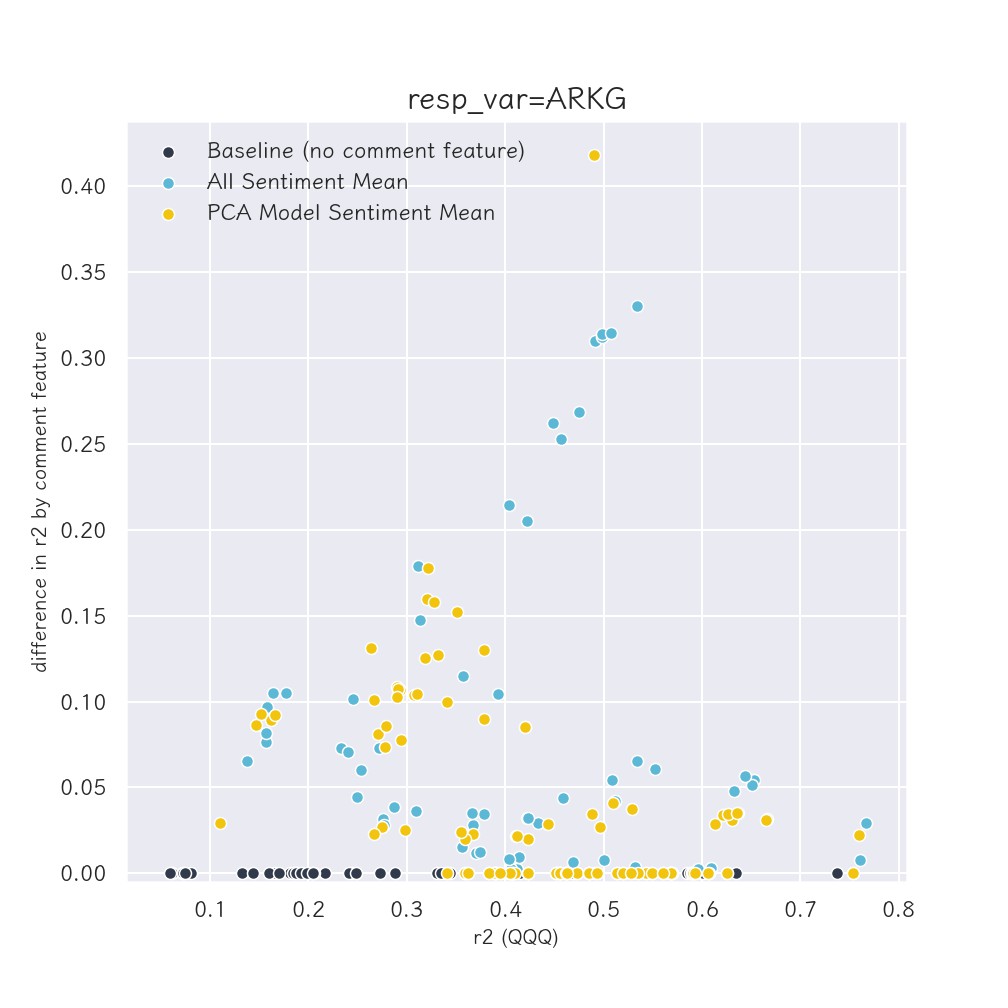 resp_var=ARKG
Baseline (no comment feature)
All Sentiment Mean
PCA Model Sentiment Mean
difference in r2 by comment feature
0.40
0.35
0.30
0.25
0.20
0.15
0.10
0.05
0.00
0.1 0.2 0.3 0.4 0.5 0.6 0.7 0.8
r2 (QQQ)